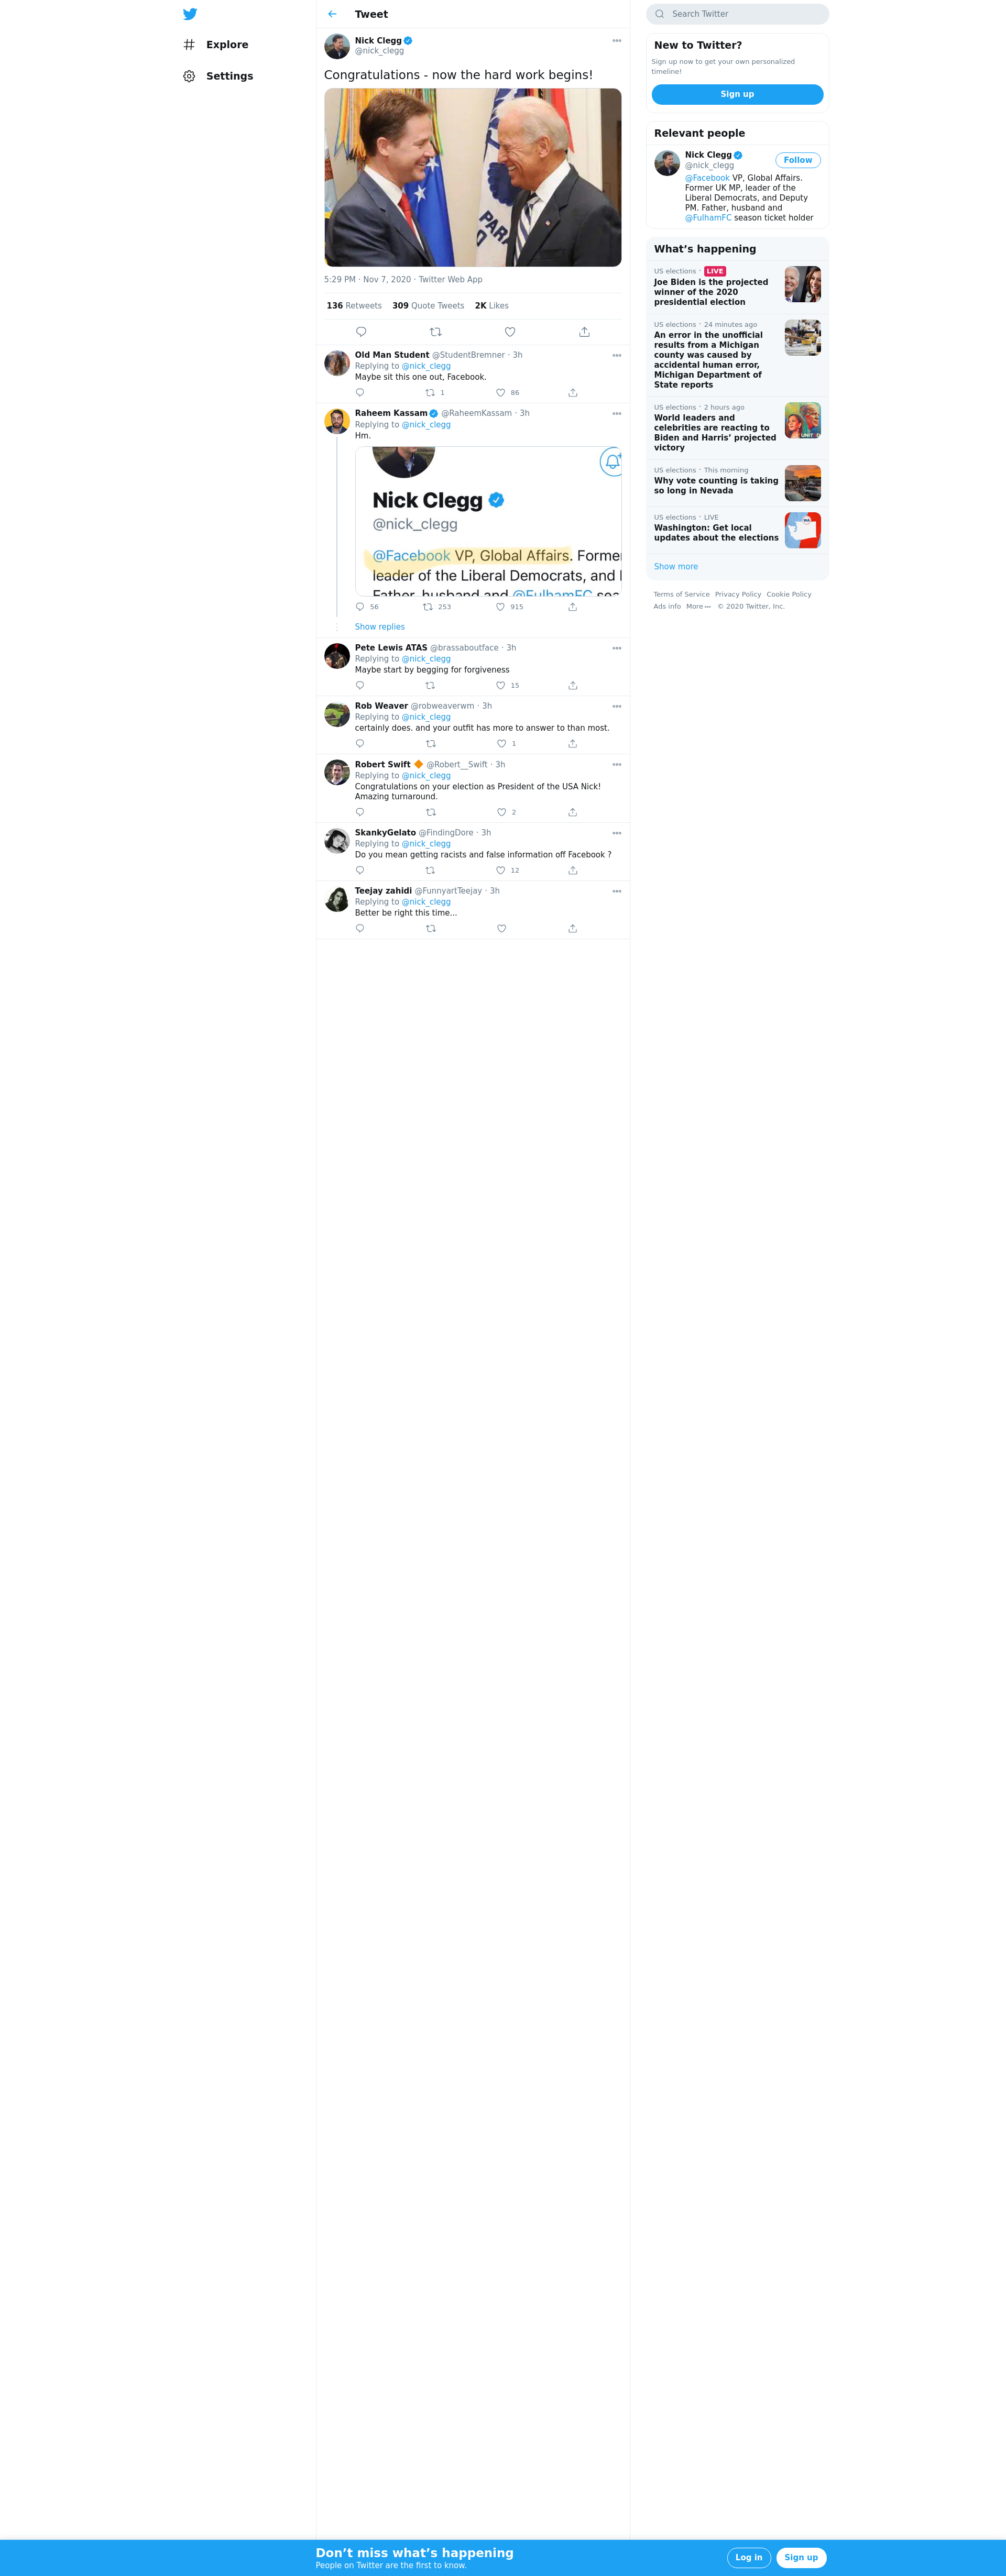 Explore
Settings
Tweet
Nick Clegg
@nick_clegg
Congratulations - now the hard work begins!
5:29 PM · Nov 7, 2020 · Twitter Web App
136 Retweets 309 Quote Tweets 2K Likes
Old Man Student @StudentBremner · 3h
Replying to @nick_clegg
Maybe sit this one out, Facebook.
1 86
Raheem Kassam @RaheemKassam · 3h
Replying to @nick_clegg
Hm.
Nick Clegg
@nick_clegg
@Facebook VP, Global Affairs. Former
leader of the Liberal Democrats, and
Father, husband and @FulhamFC
56 253 915
Show replies
Pete Lewis ATAS @brassaboutface · 3h
Replying to @nick_clegg
Maybe start by begging for forgiveness
15
Rob Weaver @robweaverwm · 3h
Replying to @nick_clegg
certainly does. and your outfit has more to answer to than most.
1
Robert Swift 🔶 @Robert__Swift · 3h
Replying to @nick_clegg
Congratulations on your election as President of the USA Nick!
Amazing turnaround.
2
SkankyGelato @FindingDore · 3h
Replying to @nick_clegg
Do you mean getting racists and false information off Facebook ?
12
Teejay zahidi @FunnyartTeejay · 3h
Replying to @nick_clegg
Better be right this time...
Search Twitter
New to Twitter?
Sign up now to get your own personalized
timeline!
Sign up
Relevant people
Nick Clegg
@nick_clegg
Follow
@Facebook VP, Global Affairs.
Former UK MP, leader of the
Liberal Democrats, and Deputy
PM. Father, husband and
@FulhamFC season ticket holder
What's happening
US elections · LIVE
Joe Biden is the projected
winner of the 2020
presidential election
US elections · 24 minutes ago
An error in the unofficial
results from a Michigan
county was caused by
accidental human error,
Michigan Department of
State reports
US elections · 2 hours ago
World leaders and
celebrities are reacting to
Biden and Harris' projected
victory
US elections · This morning
Why vote counting is taking
so long in Nevada
US elections · LIVE
Washington: Get local
updates about the elections
Show more
Terms of Service Privacy Policy Cookie Policy
Ads info More ••• © 2020 Twitter, Inc.
Don't miss what's happening
People on Twitter are the first to know.
Log in
Sign up